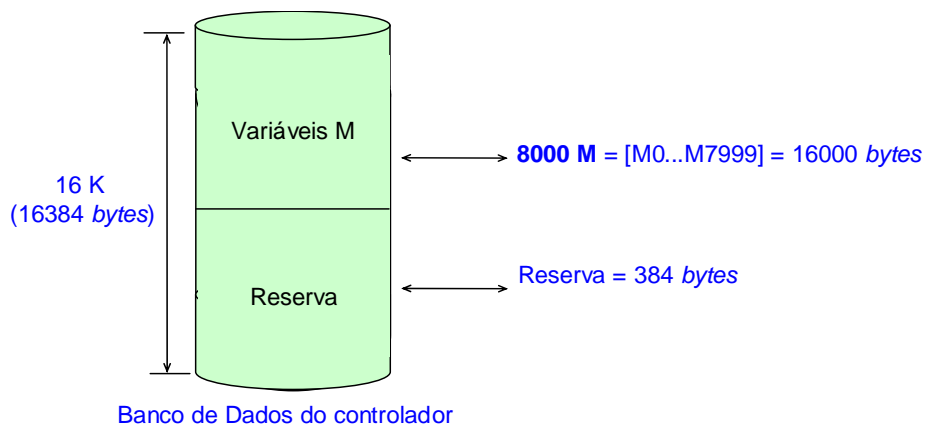 Variáveis M
8000 M = [M0...M7999] = 16000 bytes
16 K
(16384 bytes)
Reserva = 384 bytes
Reserva
Banco de Dados do controlador